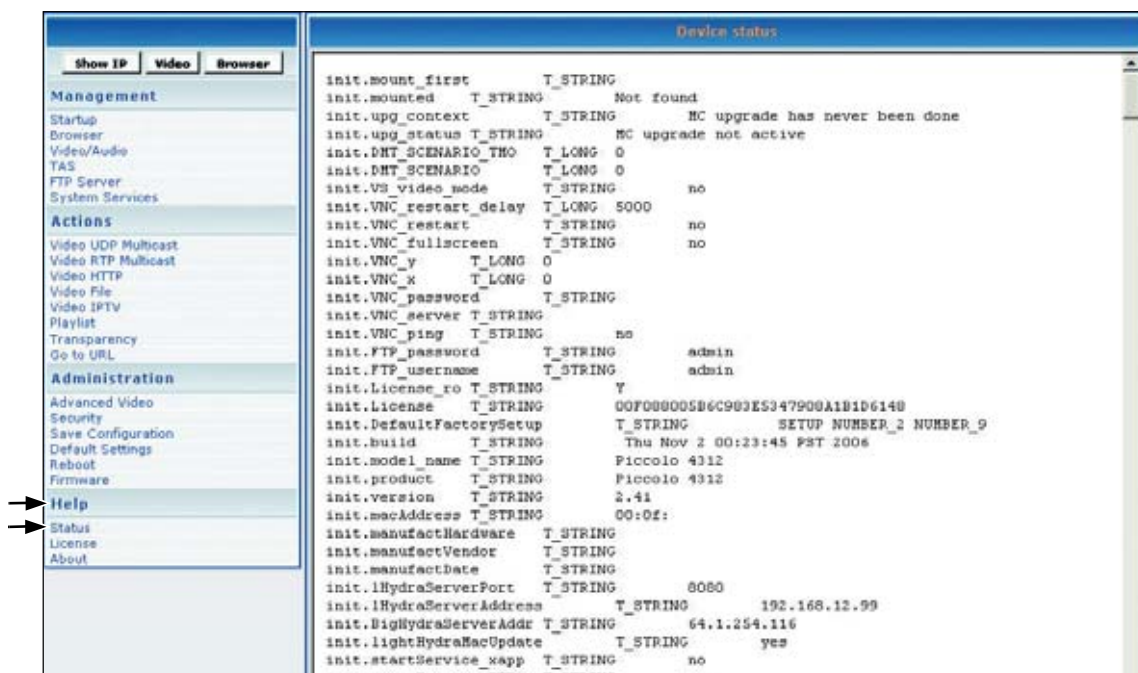 Device status
Show IP Video Browser
Management
Startup
Browser
Video/Audio
TAS
FTP Server
System Services
Actions
Video UDP Multicast
Video RTP Multicast
Video HTTP
Video File
Video IPTV
Playlist
Transparency
Go to URL
Administration
Advanced Video
Security
Save Configuration
Default Settings
Reboot
Firmware
Help
Status
License
About
init.mount_first T_STRING
init.mounted T_STRING Not found
init.upg_context T_STRING MC upgrade has never been done
init.upg_status T_STRING MC upgrade not active
init.DMT_SCENARIO_TMO T_LONG 0
init.DMT_SCENARIO T_LONG 0
init.VS_video_mode T_STRING no
init.VNC_restart_delay T_LONG 5000
init.VNC_restart T_STRING no
init.VNC_fullscreen T_STRING no
init.VNC_y T_LONG 0
init.VNC_x T_LONG 0
init.VNC_password T_STRING
init.VNC_server T_STRING
init.VNC_ping T_STRING no
init.FTP_password T_STRING admin
init.FTP_username T_STRING admin
init.License_ro T_STRING Y
init.License T_STRING
init.DefaultFactorySetup T_STRING SETUP NUMBER_2 NUMBER_9
init.build T_STRING Thu Nov 2 00:23:45 PST 2006
init.model_name T_STRING Piccolo 4312
init.product T_STRING Piccolo 4312
init.version T_STRING 2.41
init.macAddress T_STRING 00:0f:
init.manufactHardware T_STRING
init.manufactVendor T_STRING
init.manufactDate T_STRING
init.lHydraServerPort T_STRING 8080
init.lHydraServerAddress T_STRING 192.168.12.99
init.BigHydraServerAddr T_STRING 64.1.254.116
init.lightHydraMacUpdate T_STRING yes
init.startService_xapp T_STRING no